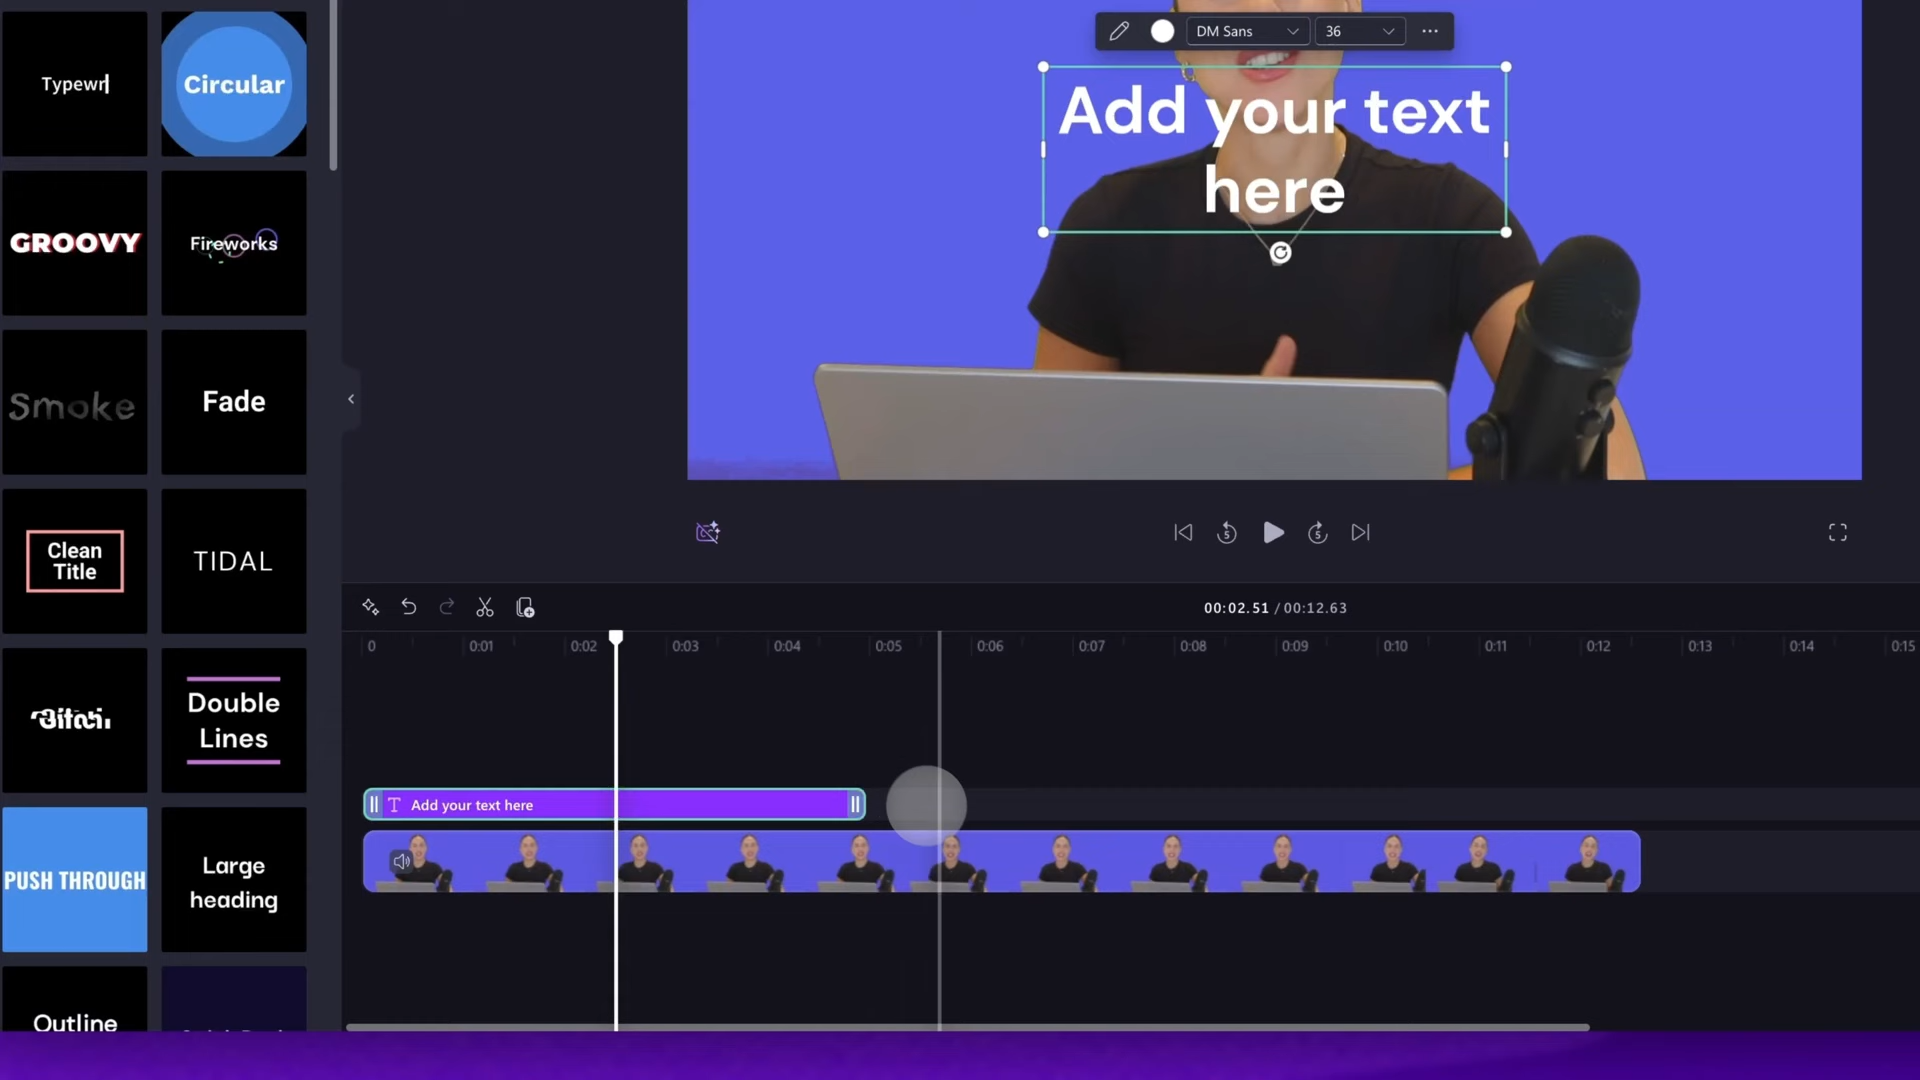 Typewr
Circular
GROOVY
Fireworks
Smoke
Fade
Clean
Title
TIDAL
Double
Lines
PUSH THROUGH
Large
heading
Outline
DM Sans
36
Add your text
here
5
5
00:02.51 / 00:12.63
0
0:01
0:02
0:03
0:04
0:05
0:06
0:07
0:08
0:09
0:10
0:11
0:12
0:13
0:14
0:15
T Add your text here